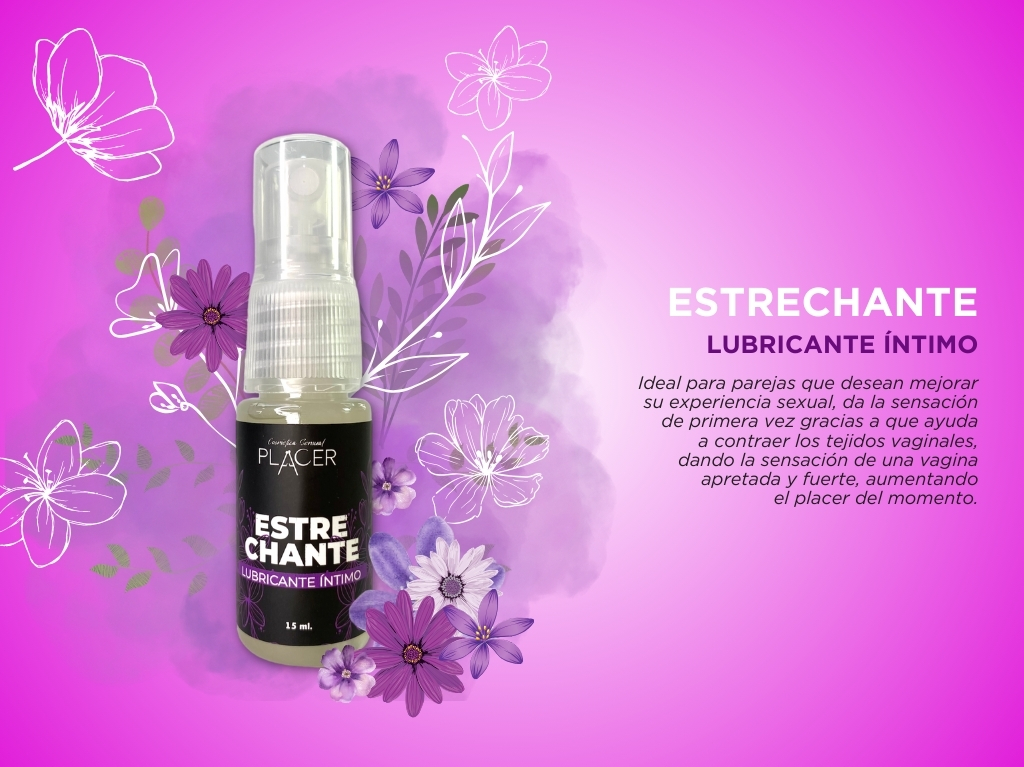 ESTRECHANTE
LUBRICANTE ÍNTIMO
Ideal para parejas que desean mejorar
su experiencia sexual, da la sensación
de primera vez gracias a que ayuda
a contraer los tejidos vaginales,
dando la sensación de una vagina
apretada y fuerte, aumentando
el placer del momento.
Cosmética Sensual
PLACER
ESTRE
CHANTE
LUBRICANTE ÍNTIMO
15 ml.